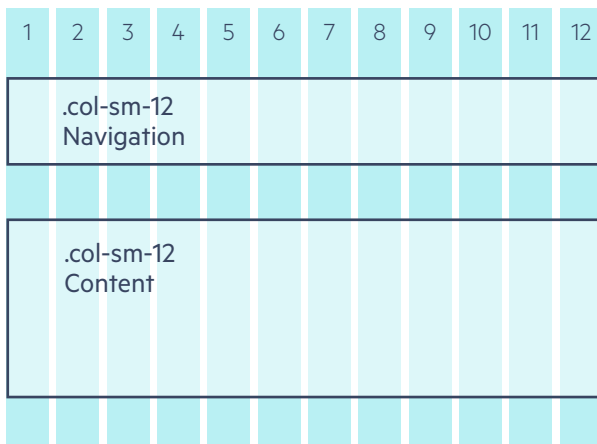 1 2 3 4 5 6 7 8 9 10 11 12
.col-sm-12
Navigation
.col-sm-12
Content